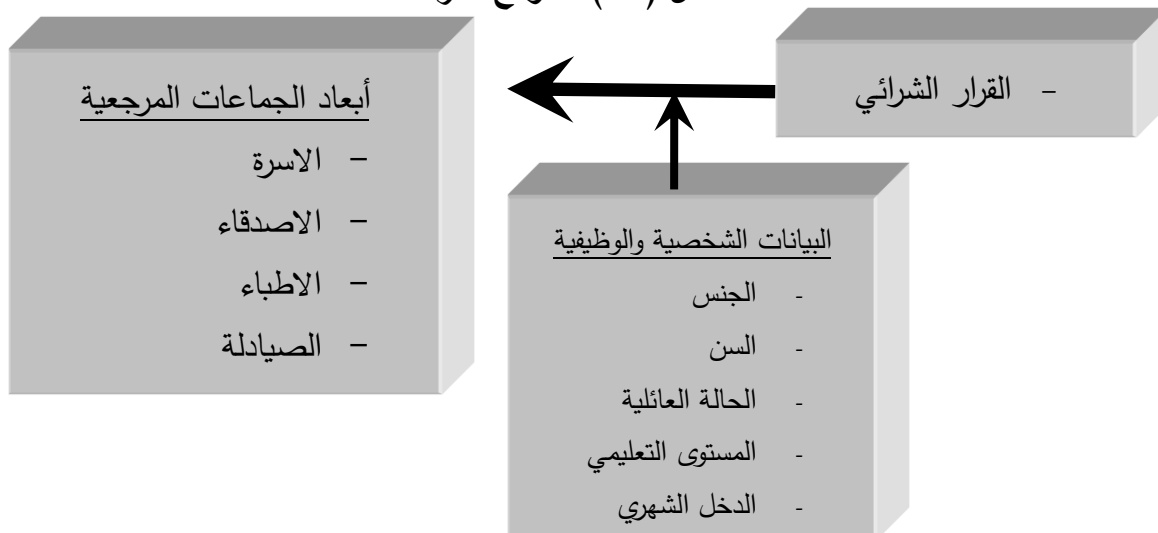 - القرار الشرائي
أبعاد الجماعات المرجعية
- الاسرة
- الاصدقاء
- الاطباء
- الصيادلة
البيانات الشخصية والوظيفية
- الجنس
- السن
- الحالة العائلية
- المستوى التعليمي
- الدخل الشهري